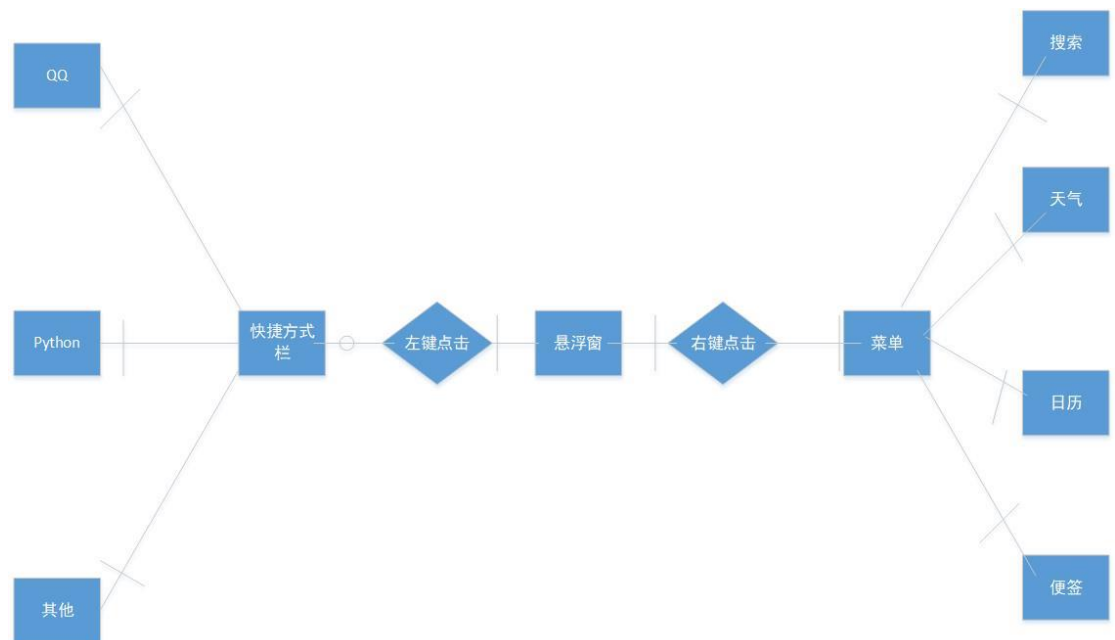 搜索
QQ
天气
Python
快捷方式
栏
左键点击
悬浮窗
右键点击
菜单
日历
其他
便签